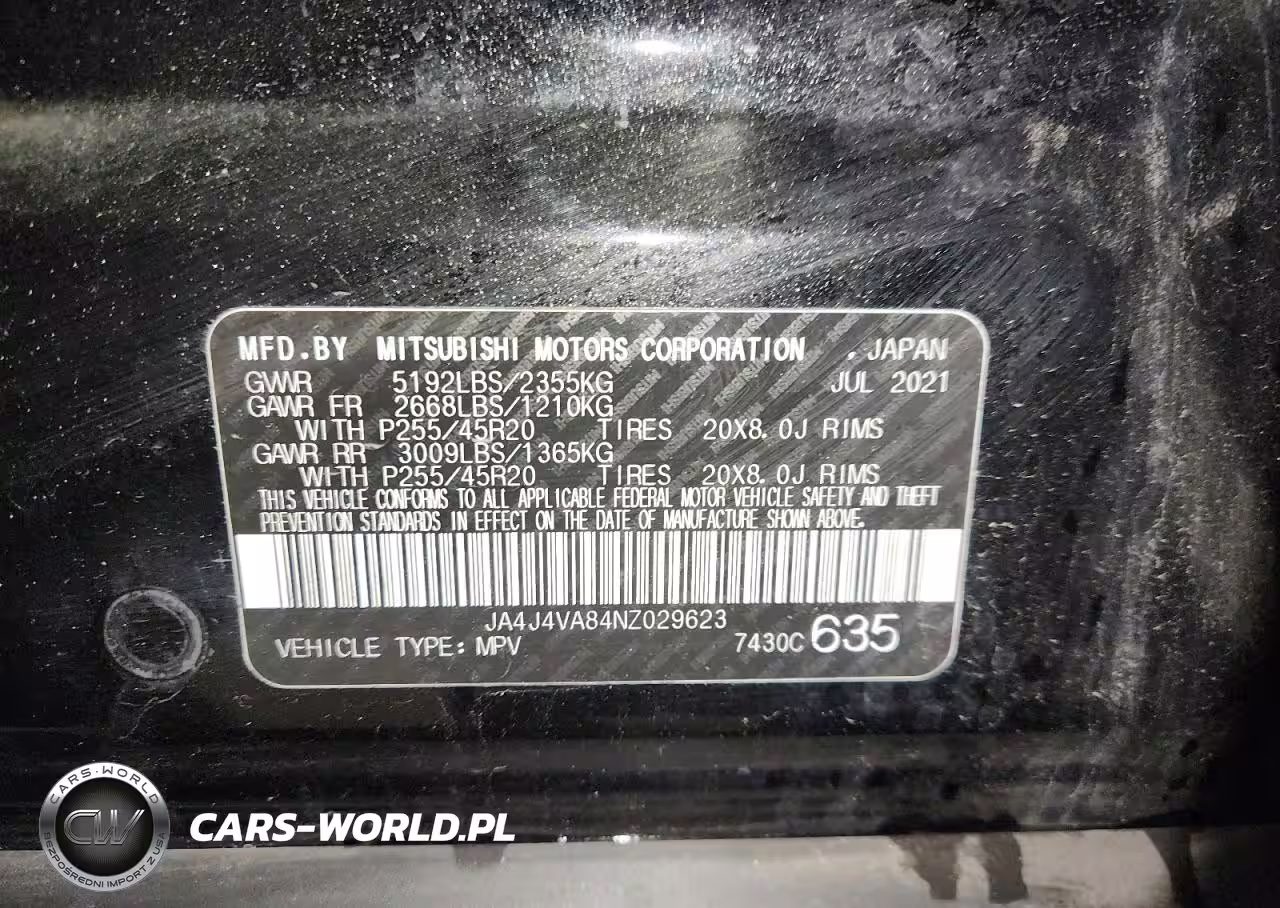 MFD.BY MITSUBISHI MOTORS CORPORATION .JAPAN
GVWR 5192LBS/2355KG JUL 2021
GAWR FR 2668LBS/1210KG
WITH P255/45R20 TIRES 20X8.0J RIMS
GAWR RR 3009LBS/1365KG
WITH P255/45R20 TIRES 20X8.0J RIMS
THIS VEHICLE CONFORMS TO ALL APPLICABLE FEDERAL MOTOR VEHICLE SAFETY AND THEFT
PREVENTION STANDARDS IN EFFECT ON THE DATE OF MANUFACTURE SHOWN ABOVE.
JA4J4VA84NZ029623
VEHICLE TYPE: MPV 7430C 635
CARS-WORLD
CW
BEZPOŚREDNI IMPORT Z USA
CARS-WORLD.PL